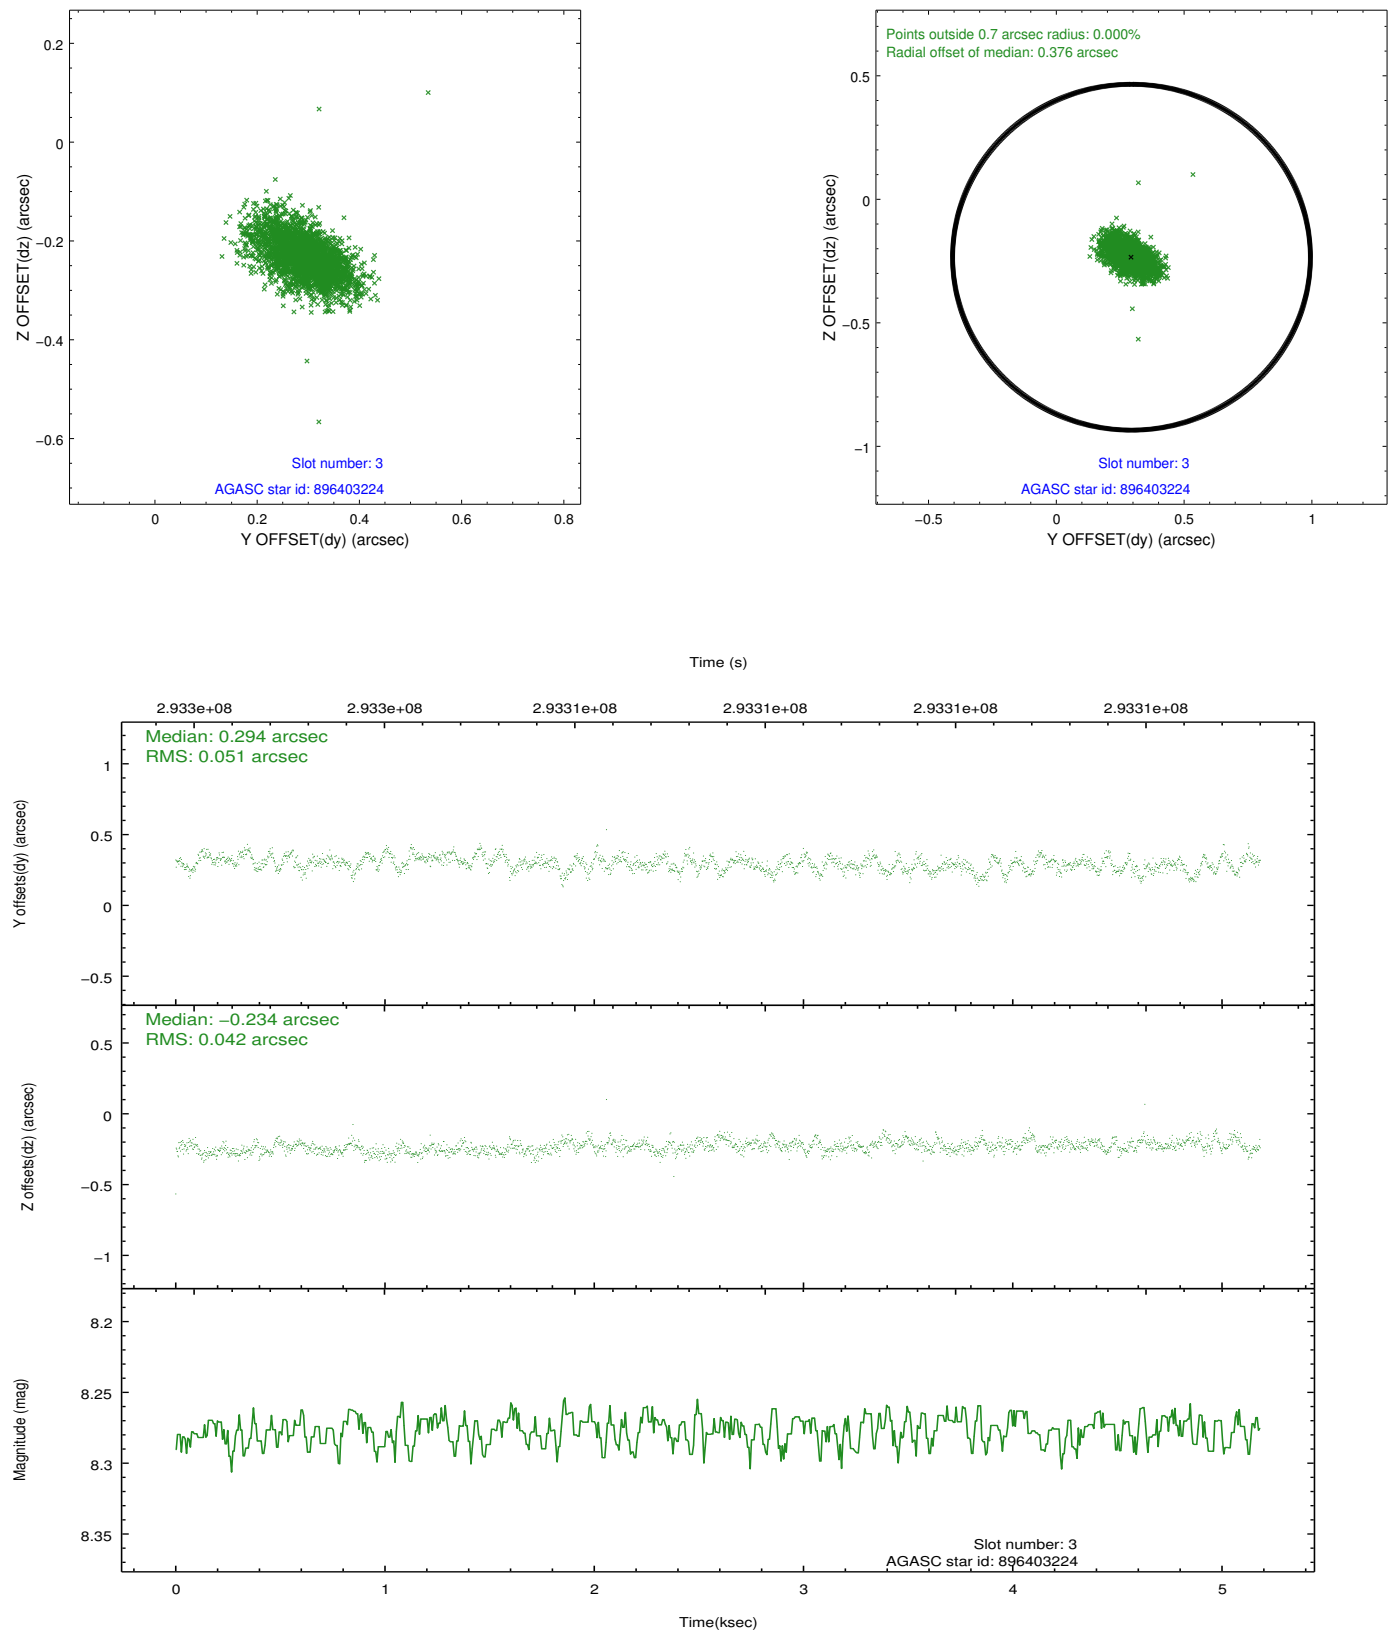 0.2
0
−0.2
−0.4
−0.6
Z OFFSET(dz) (arcsec)
Slot number: 3
AGASC star id: 896403224
0 0.2 0.4 0.6 0.8
Y OFFSET(dy) (arcsec)
Points outside 0.7 arcsec radius: 0.000%
Radial offset of median: 0.376 arcsec
0.5
0
−0.5
−1
Z OFFSET(dz) (arcsec)
Slot number: 3
AGASC star id: 896403224
−0.5 0 0.5 1
Y OFFSET(dy) (arcsec)
Time (s)
2.933e+08 2.933e+08 2.9331e+08 2.9331e+08 2.9331e+08 2.9331e+08
Median: 0.294 arcsec
RMS: 0.051 arcsec
1
0.5
0
−0.5
Y offsets(dy) (arcsec)
Median: −0.234 arcsec
RMS: 0.042 arcsec
0.5
0
−0.5
−1
Z offsets(dz) (arcsec)
8.2
8.25
8.3
8.35
Magnitude (mag)
Slot number: 3
AGASC star id: 896403224
0 1 2 3 4 5
Time(ksec)